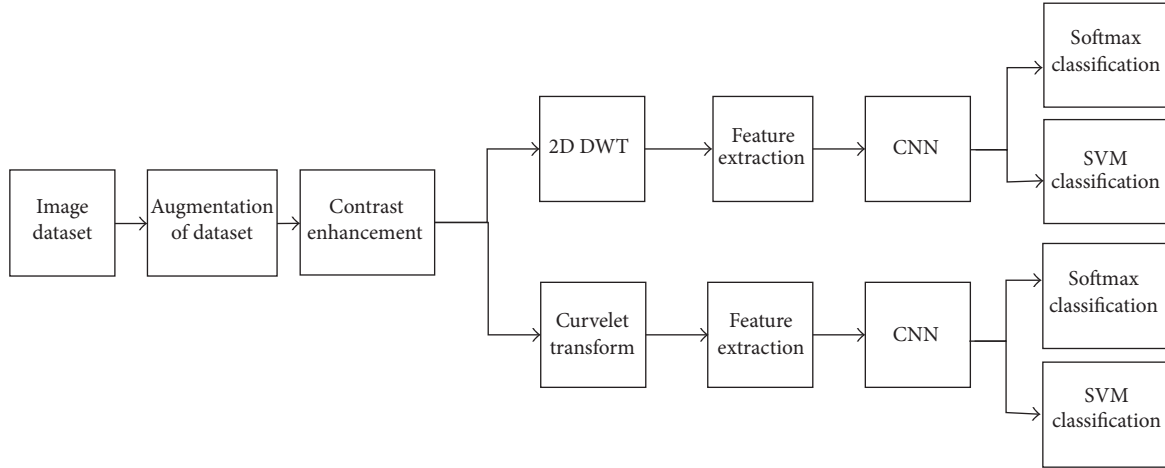 Image
dataset
Augmentation
of dataset
Contrast
enhancement
2D DWT
Feature
extraction
CNN
Softmax
classification
SVM
classification
Curvelet
transform
Feature
extraction
CNN
Softmax
classification
SVM
classification